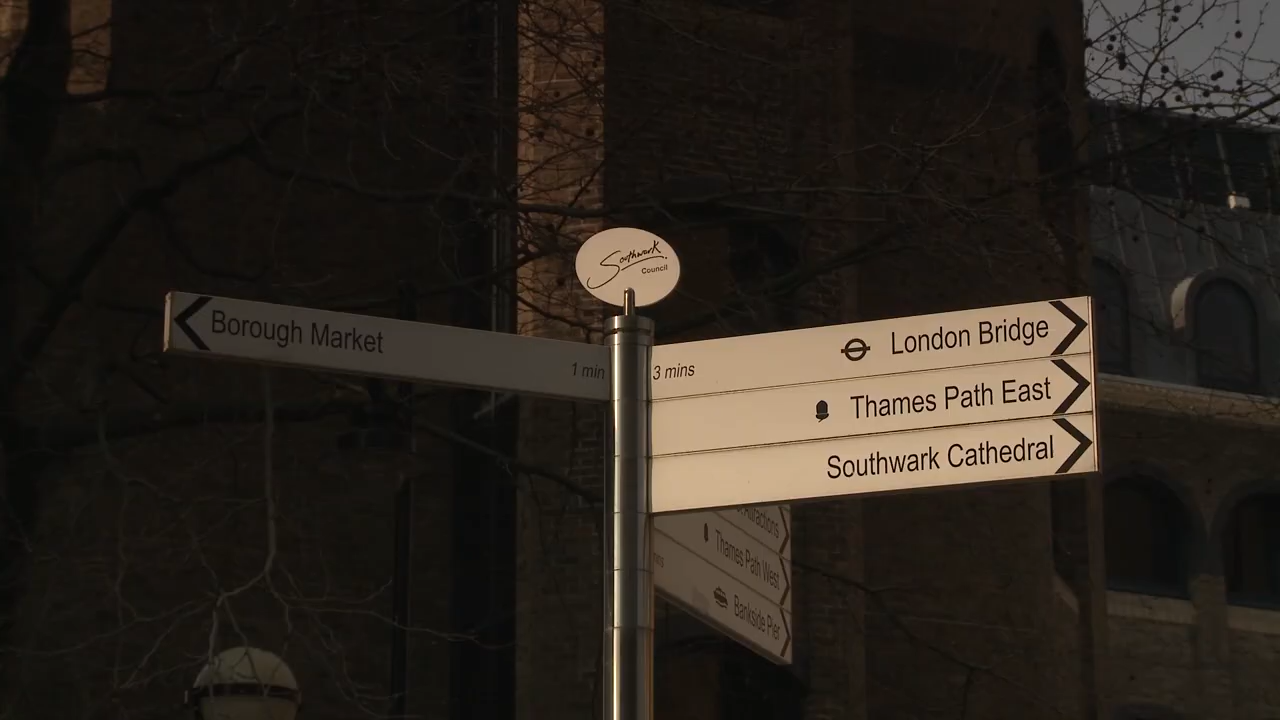 Southwark
Council
Borough Market
1 min
3 mins
London Bridge
Thames Path East
Southwark Cathedral
Attractions
Thames Path West
Bankside Pier